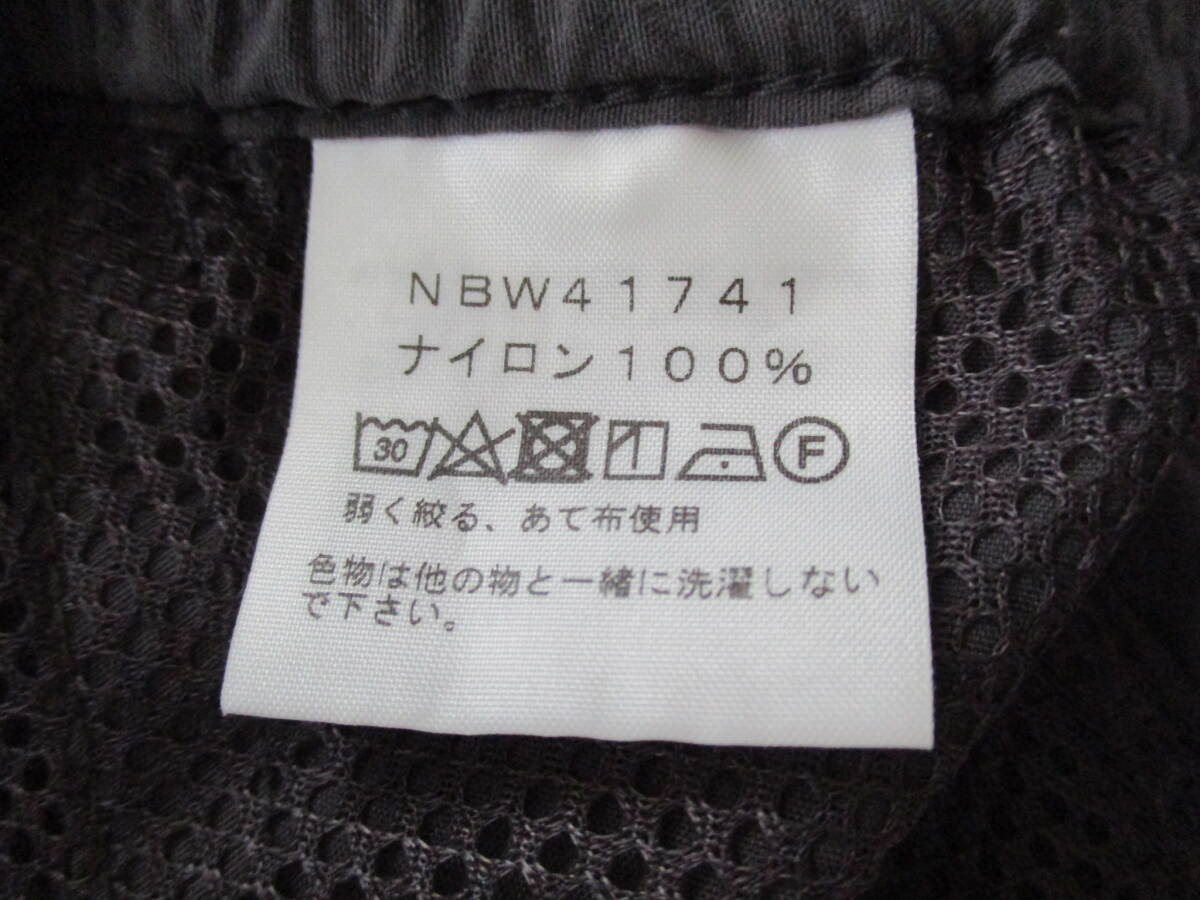 NBW41741
ナイロン100%
30 F
弱く絞る、あて布使用
色物は他の物と一緒に洗濯しない
で下さい。